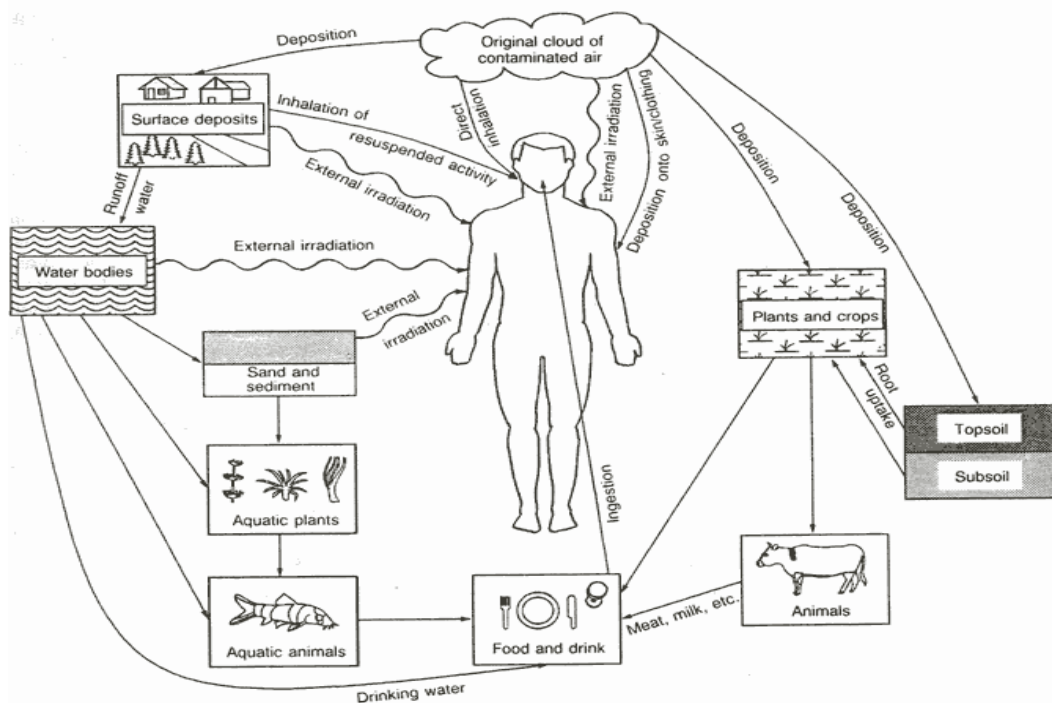 Original cloud of
contaminated air
Deposition
Surface deposits
Inhalation of
resuspended activity
Direct
inhalation
External irradiation
Deposition onto skin/clothing
Deposition
Deposition
External irradiation
Runoff
water
Water bodies
External irradiation
External
irradiation
Sand and
sediment
Plants and crops
Root
uptake
Topsoil
Subsoil
Aquatic plants
Ingestion
Aquatic animals
Food and drink
Meat, milk, etc.
Animals
Drinking water